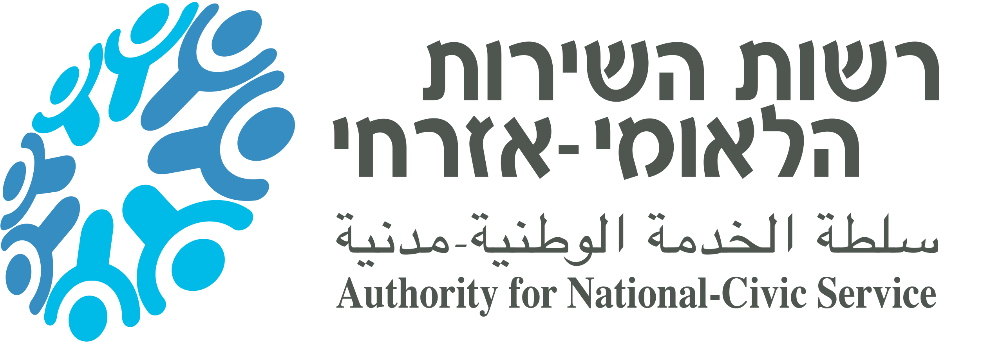 רשות השירות
הלאומי-אזרחי
سلطة الخدمة الوطنية-مدنية
Authority for National-Civic Service